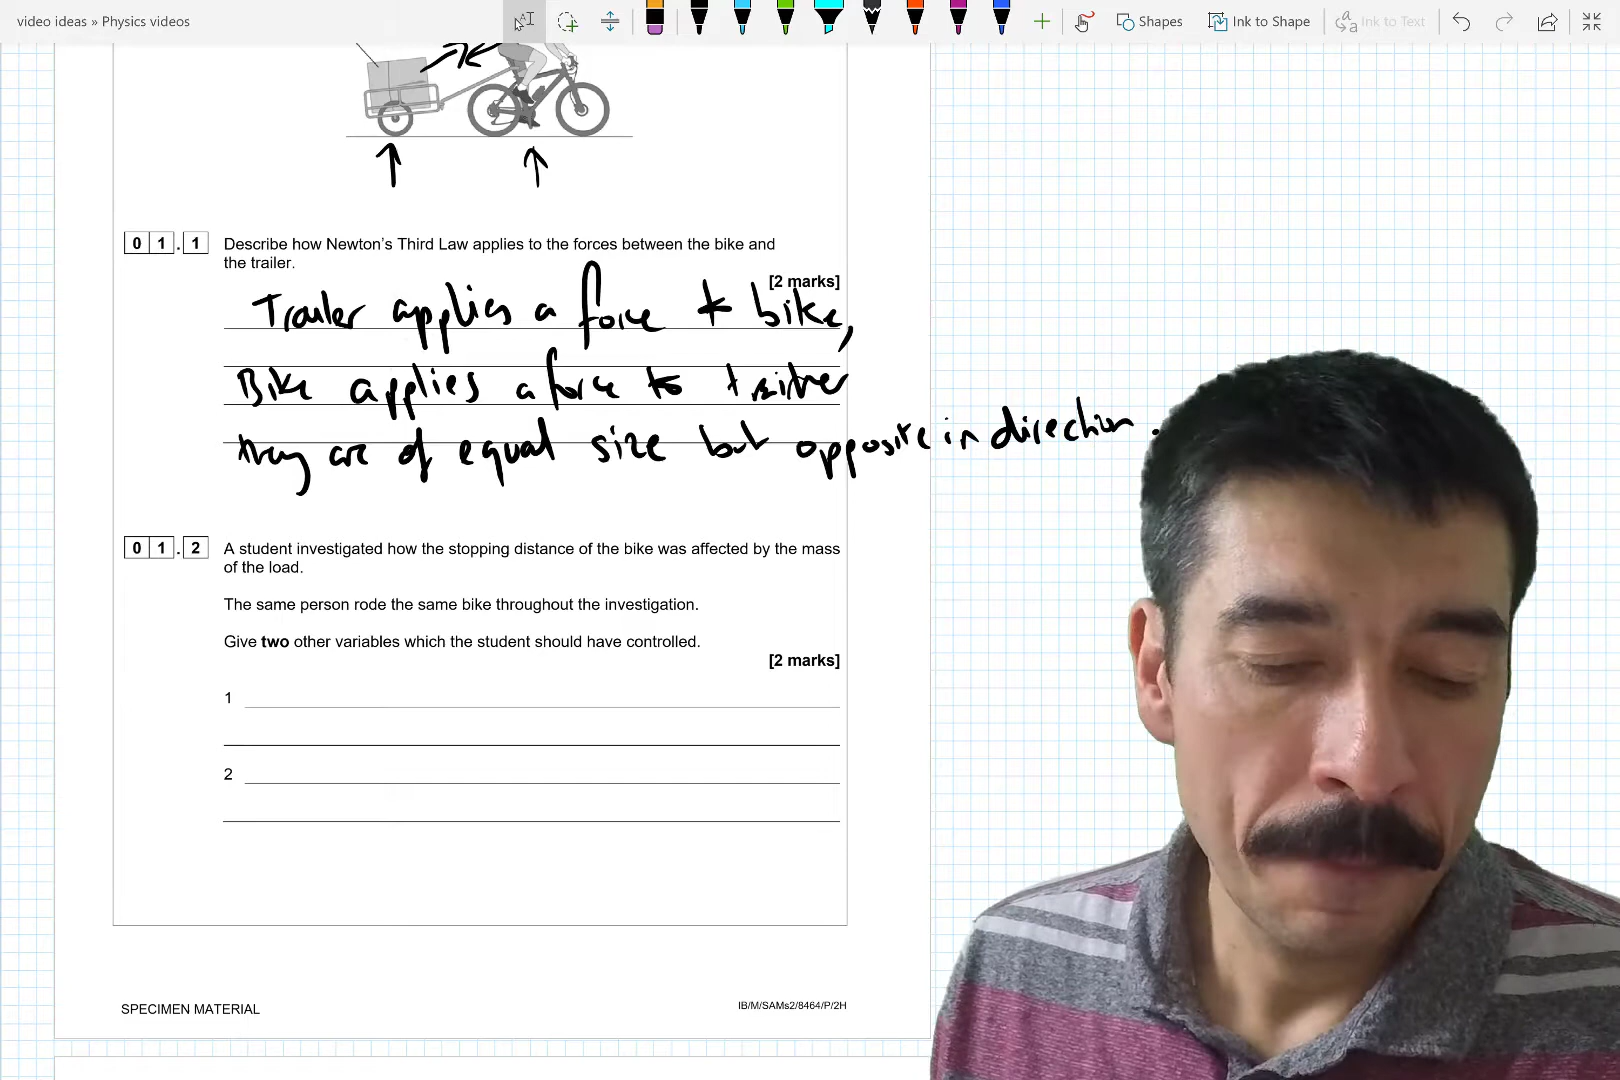 video ideas » Physics videos
Shapes
Ink to Shape
Ink to Text
0 1 . 1 Describe how Newton's Third Law applies to the forces between the bike and
the trailer.
[2 marks]
Trailer applies a force to bike,
Bike applies a force to trailer
they are of equal size but opposite in direction.
0 1 . 2 A student investigated how the stopping distance of the bike was affected by the mass
of the load.
The same person rode the same bike throughout the investigation.
Give two other variables which the student should have controlled.
[2 marks]
1
2
SPECIMEN MATERIAL
IB/M/SAMs2/8464/P/2H